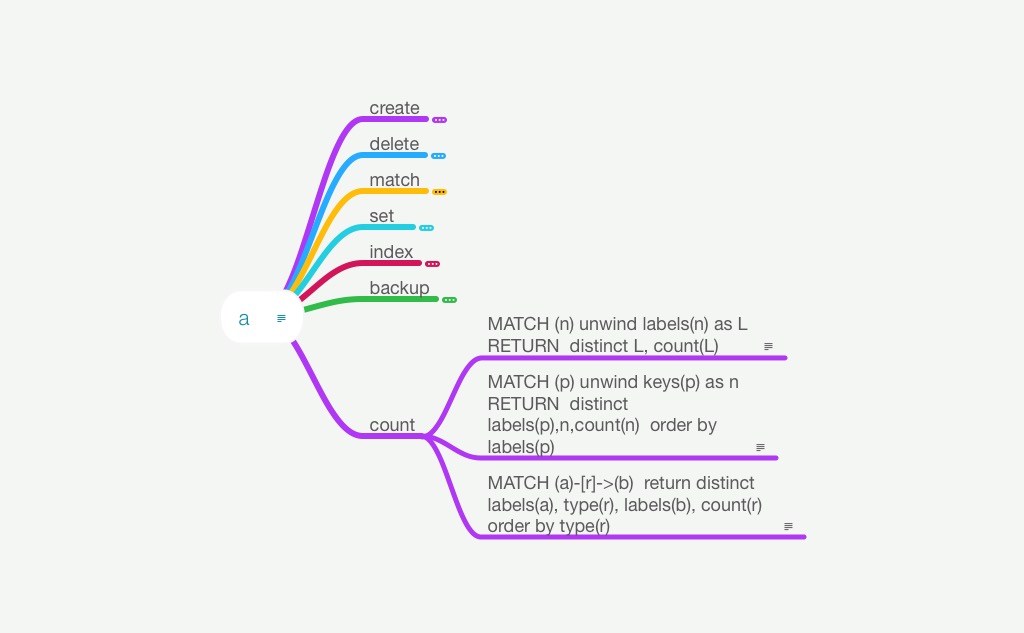 create
delete
match
set
index
backup
a
count
MATCH (n) unwind labels(n) as L
RETURN  distinct L, count(L)
MATCH (p) unwind keys(p) as n
RETURN  distinct
labels(p),n,count(n)  order by
labels(p)
MATCH (a)-[r]->(b)  return distinct
labels(a), type(r), labels(b), count(r)
order by type(r)